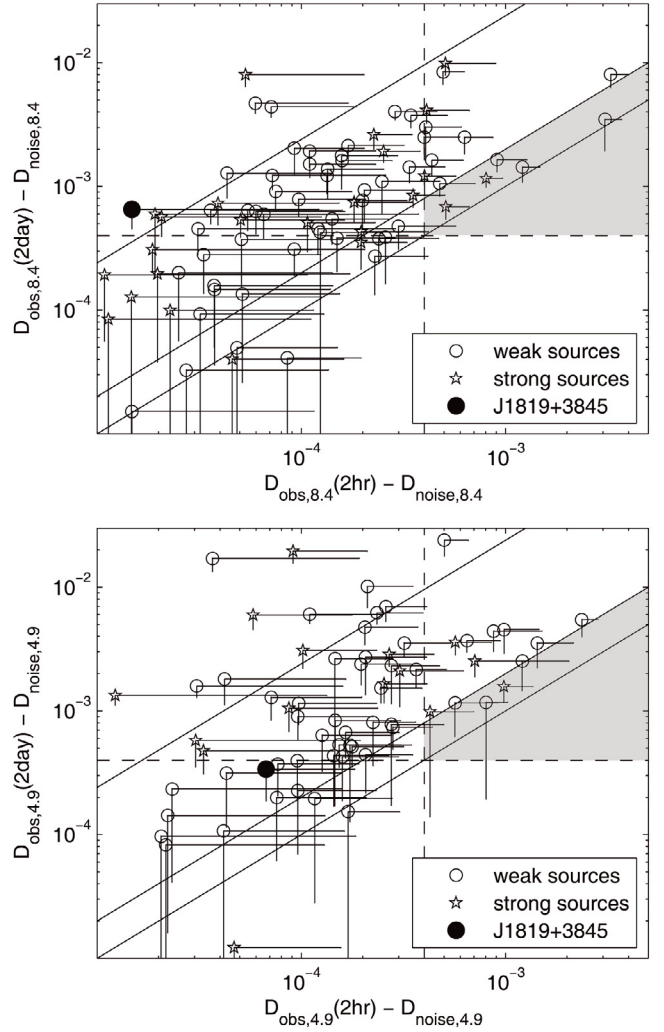 10⁻²
10⁻³
10⁻⁴
D_obs,8.4(2day) − D_noise,8.4
weak sources
strong sources
J1819+3845
10⁻⁴ 10⁻³
D_obs,8.4(2hr) − D_noise,8.4
10⁻²
10⁻³
10⁻⁴
D_obs,4.9(2day) − D_noise,4.9
weak sources
strong sources
J1819+3845
10⁻⁴ 10⁻³
D_obs,4.9(2hr) − D_noise,4.9